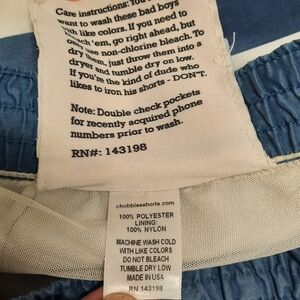 Care instructions: You
want to wash these bad boys
with like colors. If you need to
bleach 'em, go right ahead, but
only use non-chlorine bleach. To
dry them, just throw them into a
dryer and tumble dry on low.
If you're the kind of dude who
likes to iron his shorts - DON'T.
Note: Double check pockets
for recently acquired phone
numbers prior to wash.
RN#: 143198
chubbiesshorts.com
100% POLYESTER
LINING:
100% NYLON
MACHINE WASH COLD
WITH LIKE COLORS
DO NOT BLEACH
TUMBLE DRY LOW
MADE IN USA
RN 143198